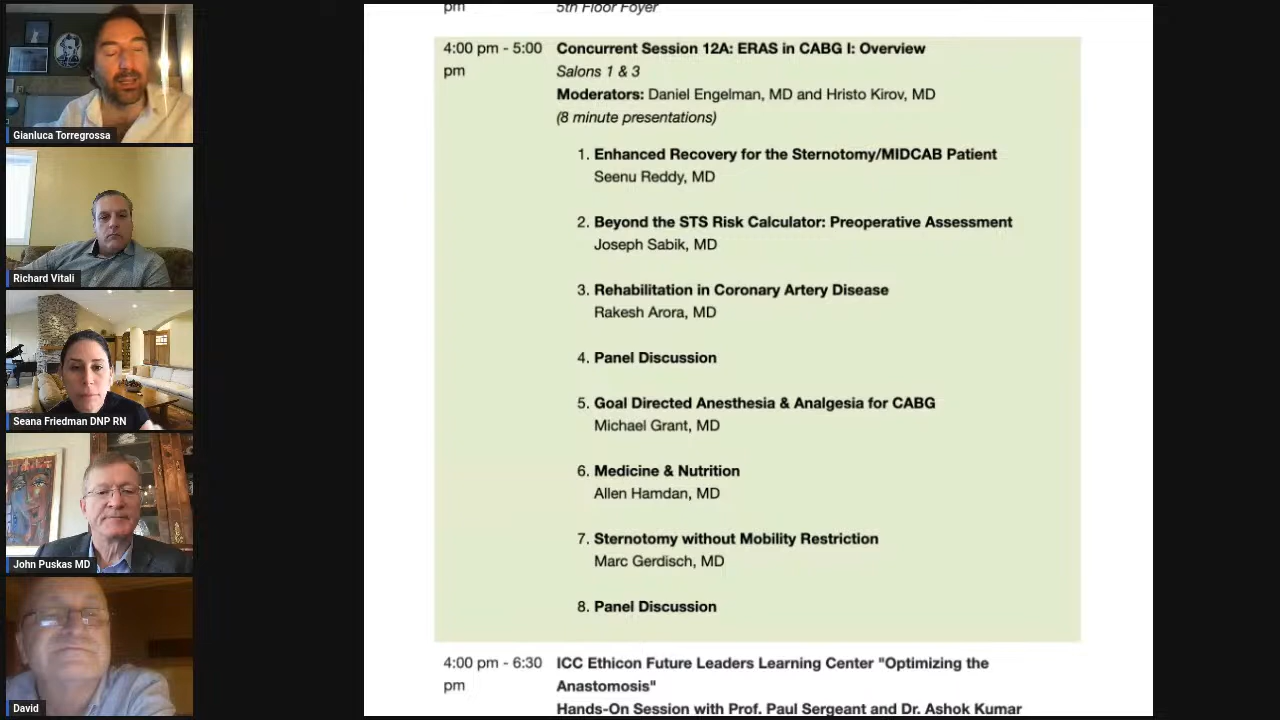 Gianluca Torregrossa
Richard Vitali
Seana Friedman DNP RN
John Puskas MD
David
pm
5th Floor Foyer
4:00 pm - 5:00
pm
Concurrent Session 12A: ERAS in CABG I: Overview
Salons 1 & 3
Moderators: Daniel Engelman, MD and Hristo Kirov, MD
(8 minute presentations)
1. Enhanced Recovery for the Sternotomy/MIDCAB Patient
Seenu Reddy, MD
2. Beyond the STS Risk Calculator: Preoperative Assessment
Joseph Sabik, MD
3. Rehabilitation in Coronary Artery Disease
Rakesh Arora, MD
4. Panel Discussion
5. Goal Directed Anesthesia & Analgesia for CABG
Michael Grant, MD
6. Medicine & Nutrition
Allen Hamdan, MD
7. Sternotomy without Mobility Restriction
Marc Gerdisch, MD
8. Panel Discussion
4:00 pm - 6:30
pm
ICC Ethicon Future Leaders Learning Center "Optimizing the
Anastomosis"
Hands-On Session with Prof. Paul Sergeant and Dr. Ashok Kumar